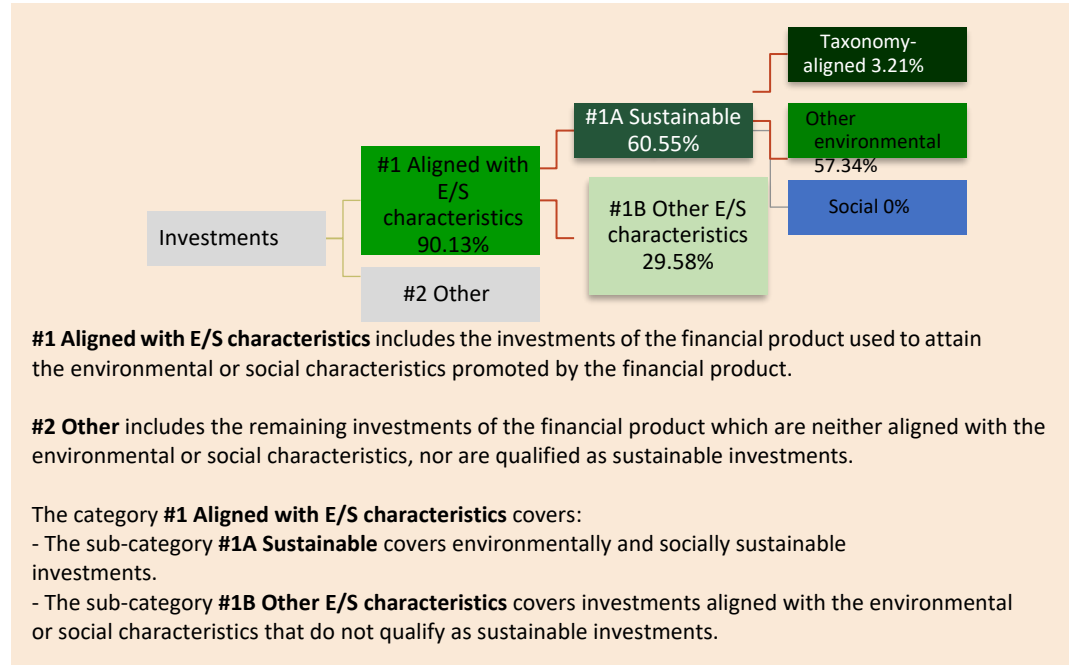 Taxonomy-
aligned 3.21%
#1A Sustainable
60.55%
Other
environmental
57.34%
#1 Aligned with
E/S
characteristics
90.13%
#1B Other E/S
characteristics
29.58%
Social 0%
Investments
#2 Other
#1 Aligned with E/S characteristics includes the investments of the financial product used to attain
the environmental or social characteristics promoted by the financial product.
#2 Other includes the remaining investments of the financial product which are neither aligned with the
environmental or social characteristics, nor are qualified as sustainable investments.
The category #1 Aligned with E/S characteristics covers:
- The sub-category #1A Sustainable covers environmentally and socially sustainable
investments.
- The sub-category #1B Other E/S characteristics covers investments aligned with the environmental
or social characteristics that do not qualify as sustainable investments.